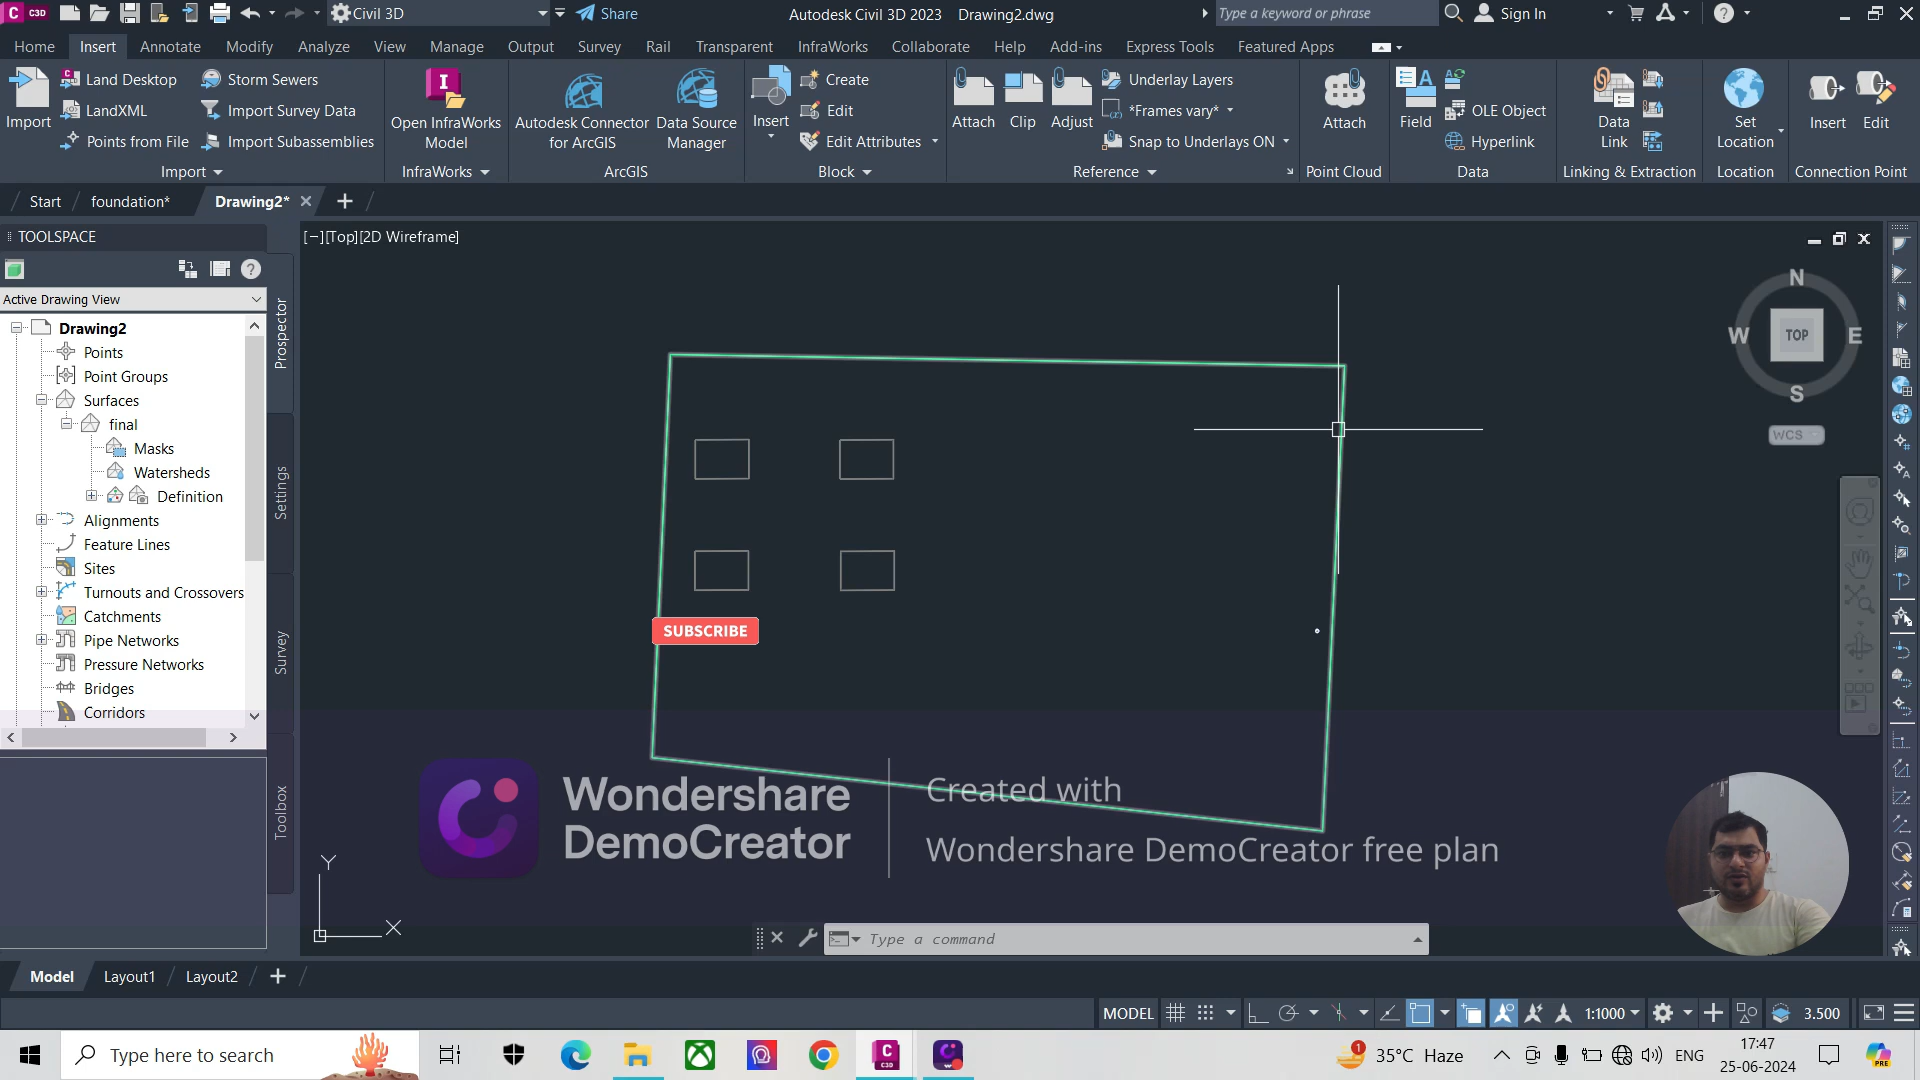 C3D
Civil 3D
Share
Autodesk Civil 3D 2023 Drawing2.dwg
Type a keyword or phrase
Sign In
Home Insert Annotate Modify Analyze View Manage Output Survey Rail Transparent InfraWorks Collaborate Help Add-ins Express Tools Featured Apps
Import
Land Desktop
LandXML
Points from File
Storm Sewers
Import Survey Data
Import Subassemblies
Import
Open InfraWorks
Model
InfraWorks
Autodesk Connector
for ArcGIS
Data Source
Manager
ArcGIS
Insert
Create
Edit
Edit Attributes
Block
Attach Clip Adjust
Underlay Layers
*Frames vary*
Snap to Underlays ON
Reference
Attach
Point Cloud
Field
OLE Object
Hyperlink
Data
Data
Link
Linking & Extraction
Set
Location
Location
Insert Edit
Connection Point
Start foundation* Drawing2*
TOOLSPACE
Active Drawing View
Drawing2
Points
Point Groups
Surfaces
final
Masks
Watersheds
Definition
Alignments
Feature Lines
Sites
Turnouts and Crossovers
Catchments
Pipe Networks
Pressure Networks
Bridges
Corridors
Prospector
Settings
Survey
Toolbox
[−][Top][2D Wireframe]
N
W TOP E
S
WCS
SUBSCRIBE
Wondershare
DemoCreator
Created with
Wondershare DemoCreator free plan
Y
X
Type a command
Model Layout1 Layout2
MODEL
1:1000
3.500
Type here to search
C3D
35°C Haze
ENG
17:47
25-06-2024
PRE